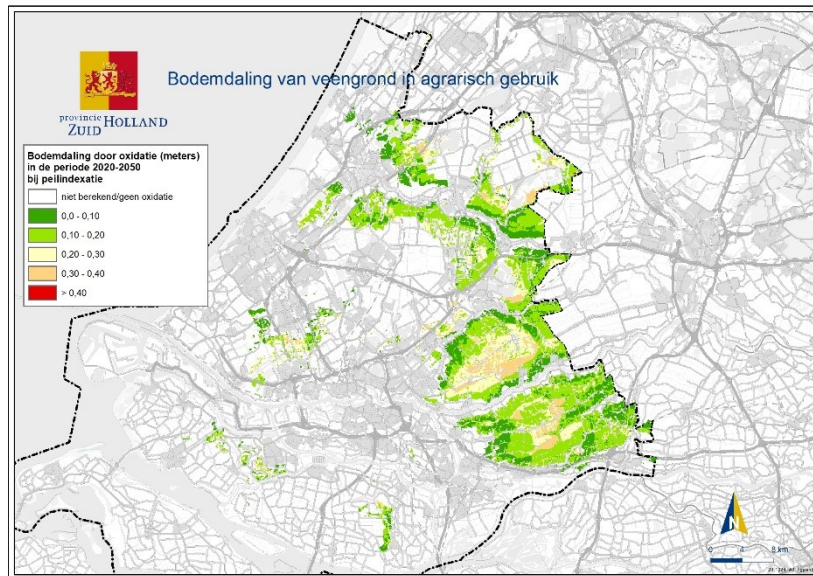 Bodemdaling van veengrond in agrarisch gebruik
provincie
ZUID HOLLAND
Bodemdaling door oxidatie (meters)
in de periode 2020-2050
bij peilindexatie
niet berekend/geen oxidatie
0,0 - 0,10
0,10 - 0,20
0,20 - 0,30
0,30 - 0,40
> 0,40
N
0 4 8 km